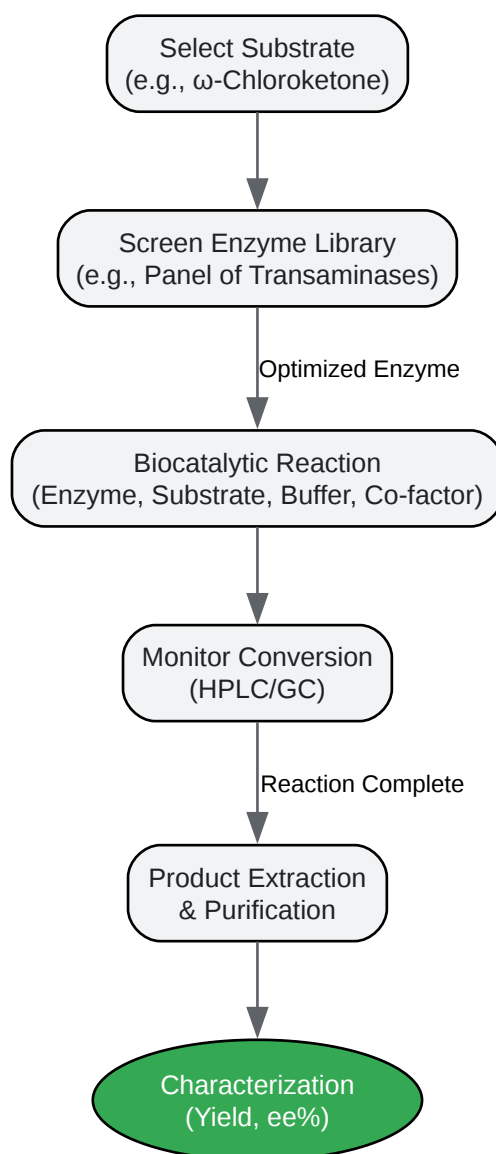 Select Substrate
(e.g., ω-Chloroketone)
Screen Enzyme Library
(e.g., Panel of Transaminases)
Optimized Enzyme
Biocatalytic Reaction
(Enzyme, Substrate, Buffer, Co-factor)
Monitor Conversion
(HPLC/GC)
Reaction Complete
Product Extraction
& Purification
Characterization
(Yield, ee%)